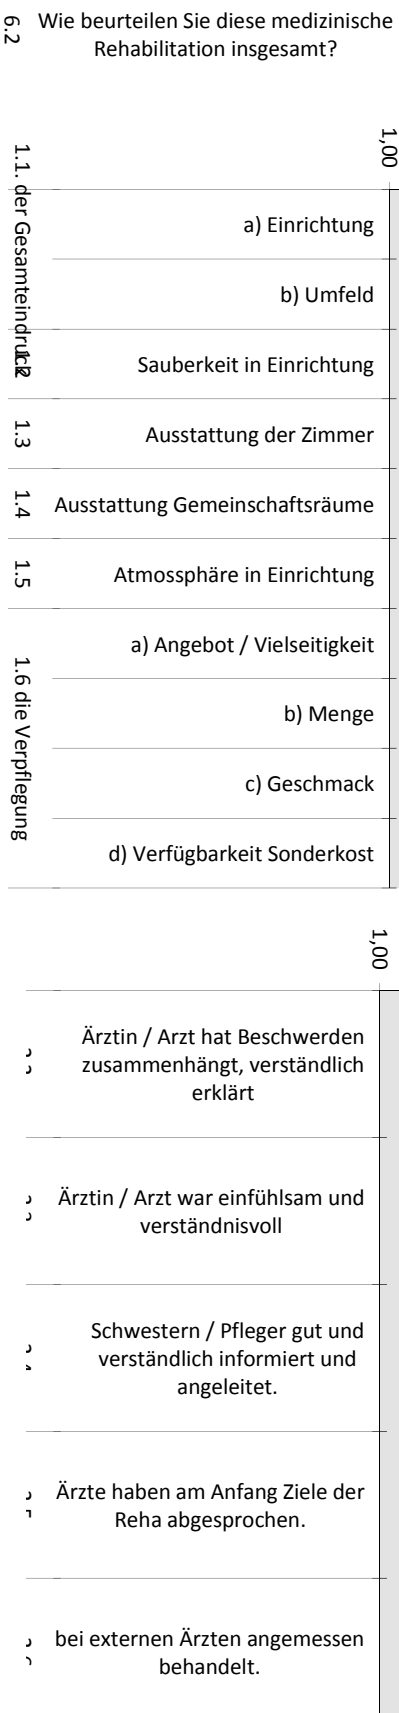 6.2
Wie beurteilen Sie diese medizinische
Rehabilitation insgesamt?
1,00
1.1. der Gesamteindruck
a) Einrichtung
b) Umfeld
1.2
Sauberkeit in Einrichtung
1.3
Ausstattung der Zimmer
1.4
Ausstattung Gemeinschaftsräume
1.5
Atmossphäre in Einrichtung
1.6 die Verpflegung
a) Angebot / Vielseitigkeit
b) Menge
c) Geschmack
d) Verfügbarkeit Sonderkost
1,00
Ärztin / Arzt hat Beschwerden
zusammenhängt, verständlich
erklärt
Ärztin / Arzt war einfühlsam und
verständnisvoll
Schwestern / Pfleger gut und
verständlich informiert und
angeleitet.
Ärzte haben am Anfang Ziele der
Reha abgesprochen.
bei externen Ärzten angemessen
behandelt.